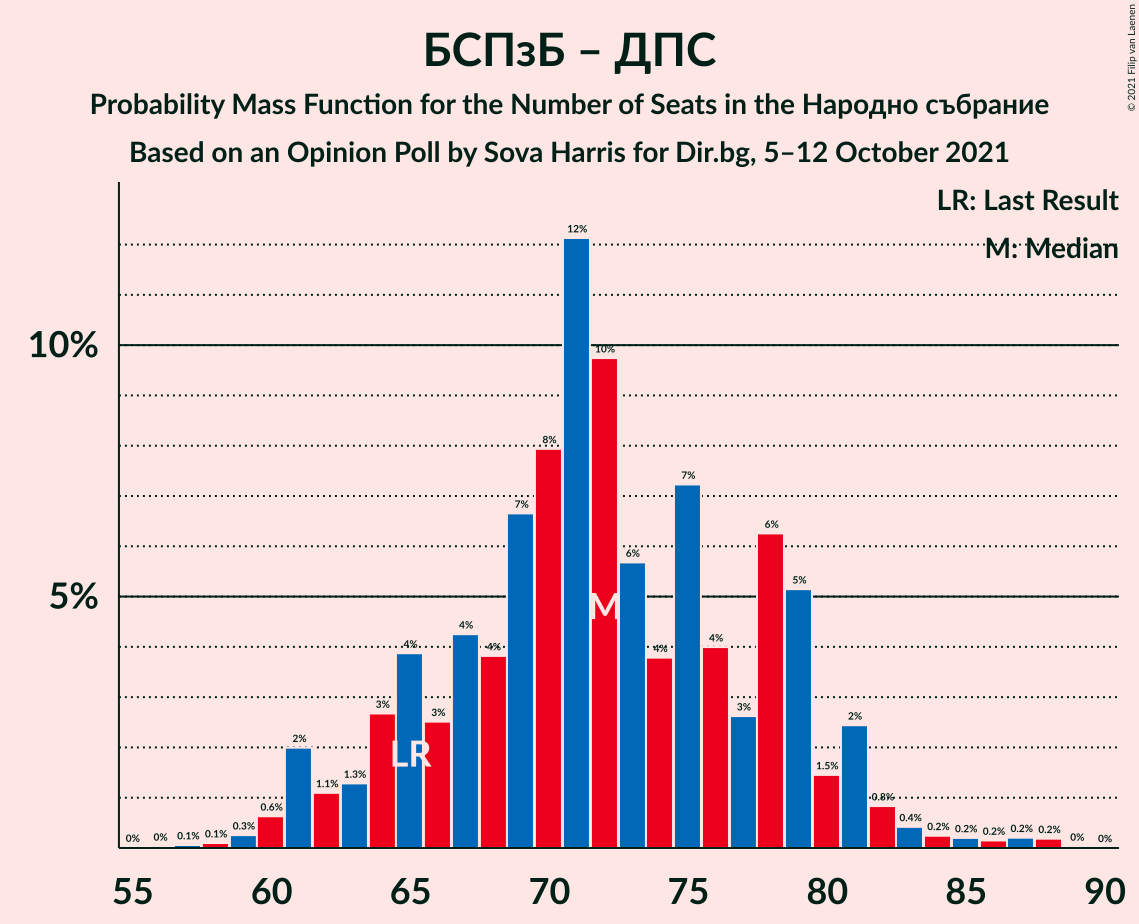 БСПзБ – ДПС
Probability Mass Function for the Number of Seats in the Народно събрание
Based on an Opinion Poll by Sova Harris for Dir.bg, 5–12 October 2021
© 2021 Filip van Laenen
LR: Last Result
M: Median
10%
5%
0% 0% 0.1% 0.1% 0.3% 0.6% 2% 1.1% 1.3% 3% 4% 3% 4% 4% 7% 8% 12% 10% 6% 4% 7% 4% 3% 6% 5% 1.5% 2% 0.8% 0.4% 0.2% 0.2% 0.2% 0.2% 0.2% 0% 0%
LR
M
55 60 65 70 75 80 85 90